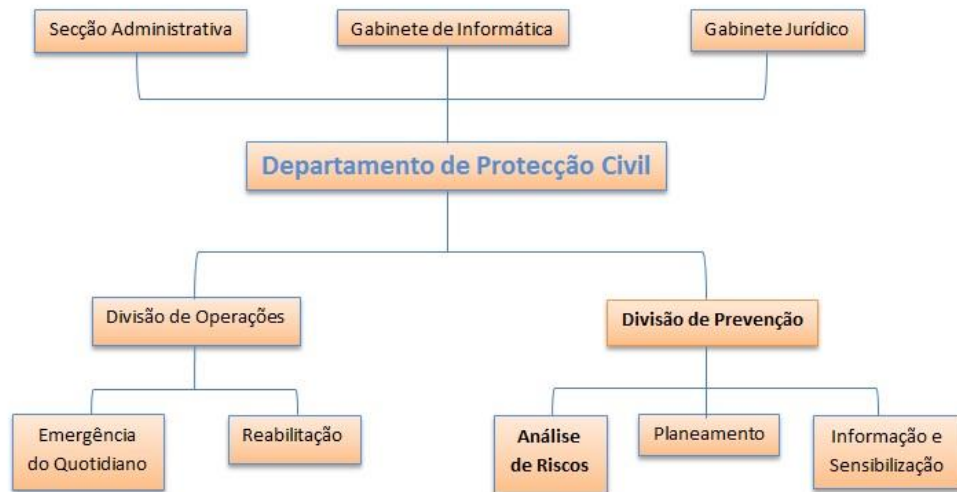 Secção Administrativa
Gabinete de Informática
Gabinete Jurídico
Departamento de Protecção Civil
Divisão de Operações
Divisão de Prevenção
Emergência
do Quotidiano
Reabilitação
Análise
de Riscos
Planeamento
Informação e
Sensibilização